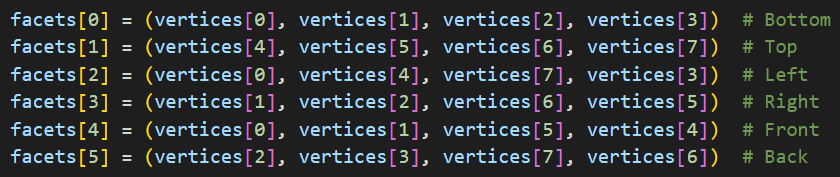 facets[0] = (vertices[0], vertices[1], vertices[2], vertices[3])  # Bottom
facets[1] = (vertices[4], vertices[5], vertices[6], vertices[7])  # Top
facets[2] = (vertices[0], vertices[4], vertices[7], vertices[3])  # Left
facets[3] = (vertices[1], vertices[2], vertices[6], vertices[5])  # Right
facets[4] = (vertices[0], vertices[1], vertices[5], vertices[4])  # Front
facets[5] = (vertices[2], vertices[3], vertices[7], vertices[6])  # Back